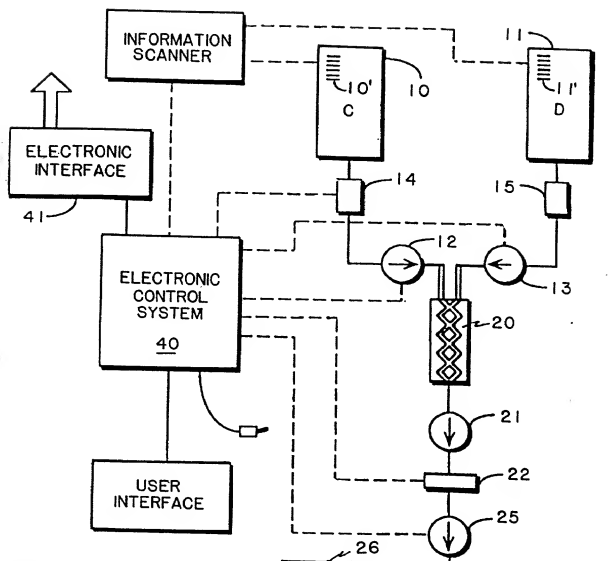 INFORMATION
SCANNER
11
10
10'
C
11'
D
ELECTRONIC
INTERFACE
41
14
15
12
13
ELECTRONIC
CONTROL
SYSTEM
40
20
21
22
USER
INTERFACE
25
26